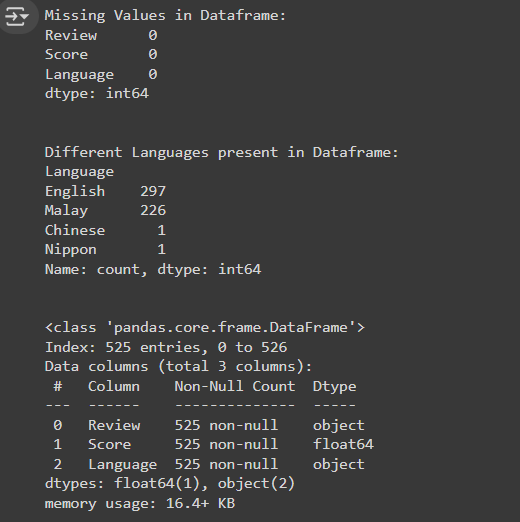 Missing Values in Dataframe:
Review      0
Score       0
Language    0
dtype: int64
Different Languages present in Dataframe:
Language
English    297
Malay      226
Chinese      1
Nippon       1
Name: count, dtype: int64
<class 'pandas.core.frame.DataFrame'>
Index: 525 entries, 0 to 526
Data columns (total 3 columns):
 #   Column    Non-Null Count  Dtype
---  ------    --------------  -----
 0   Review    525 non-null    object
 1   Score     525 non-null    float64
 2   Language  525 non-null    object
dtypes: float64(1), object(2)
memory usage: 16.4+ KB